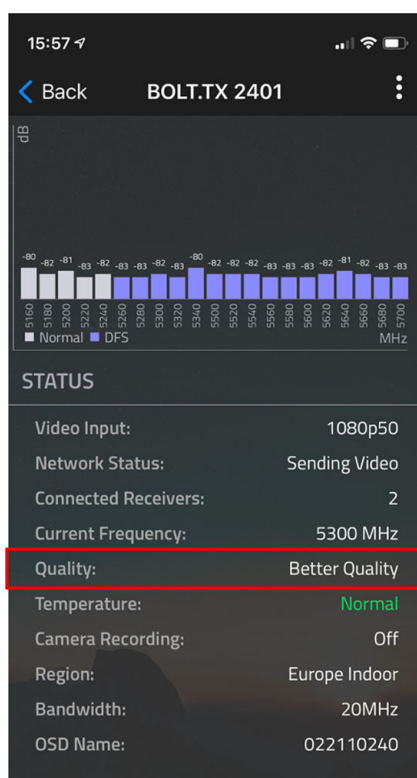 15:57
Back BOLT.TX 2401
dB
-80 -82 -81 -83 -82 -83 -83 -82 -83 -80 -82 -82 -82 -83 -83 -83 -82 -81 -82 -83 -83
5160 5180 5200 5220 5240 5260 5280 5300 5320 5340 5500 5520 5540 5560 5580 5600 5620 5640 5660 5680 5700
Normal DFS MHz
STATUS
Video Input: 1080p50
Network Status: Sending Video
Connected Receivers: 2
Current Frequency: 5300 MHz
Quality: Better Quality
Temperature: Normal
Camera Recording: Off
Region: Europe Indoor
Bandwidth: 20MHz
OSD Name: 022110240